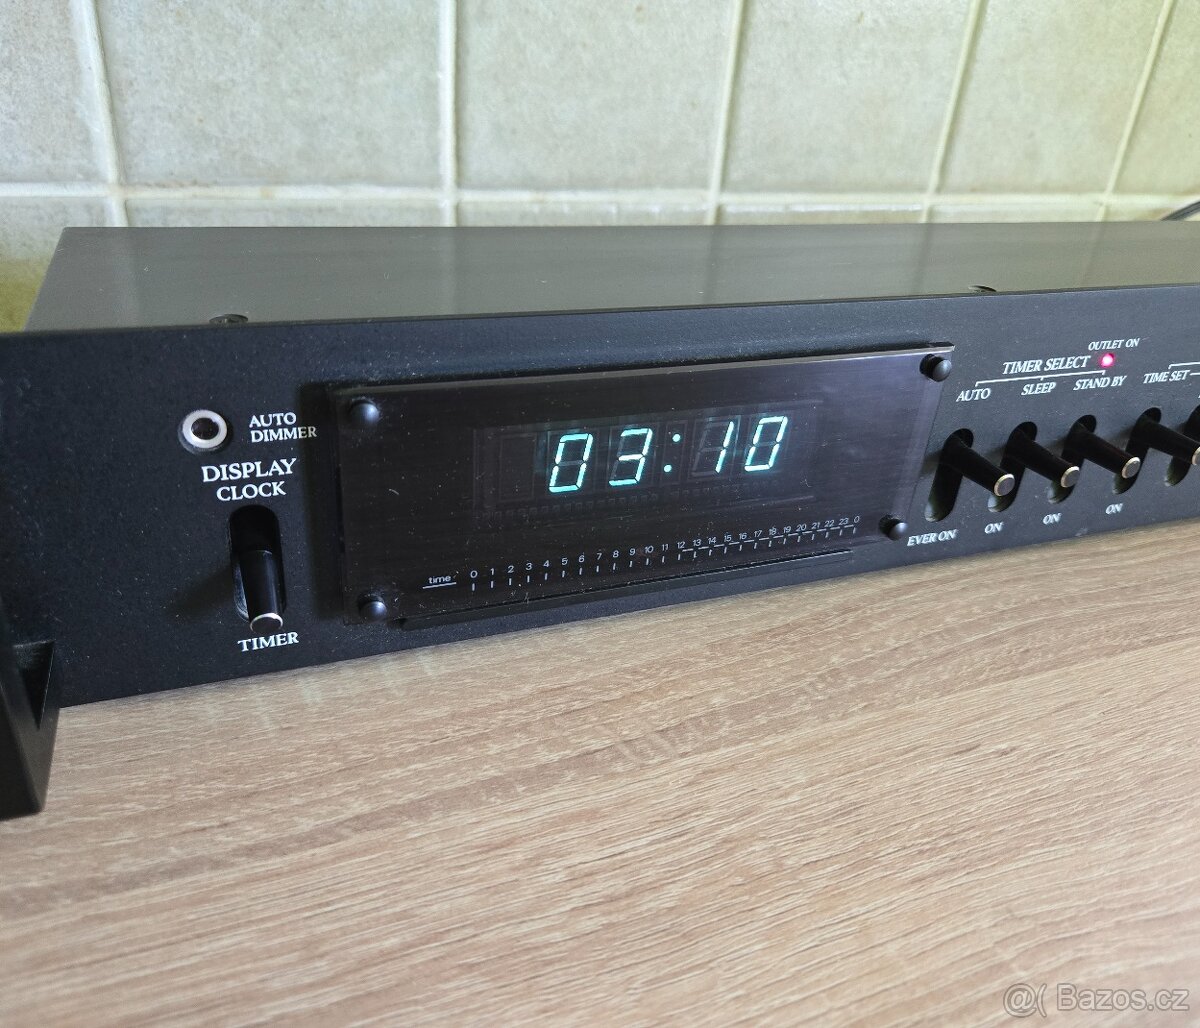 OUTLET ON
TIMER SELECT
AUTO SLEEP STAND BY TIME SET
AUTO
DIMMER
DISPLAY
CLOCK
03:10
time 0 1 2 3 4 5 6 7 8 9 10 11 12 13 14 15 16 17 18 19 20 21 22 23 0
EVER ON ON ON ON
TIMER
@( Bazos.cz